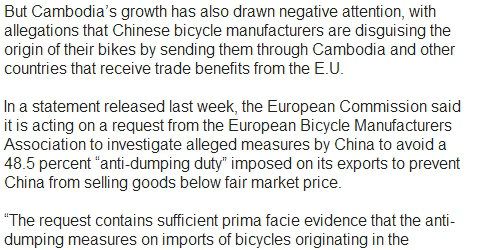 But Cambodia’s growth has also drawn negative attention, with
allegations that Chinese bicycle manufacturers are disguising the
origin of their bikes by sending them through Cambodia and other
countries that receive trade benefits from the E.U.
In a statement released last week, the European Commission said
it is acting on a request from the European Bicycle Manufacturers
Association to investigate alleged measures by China to avoid a
48.5 percent “anti-dumping duty” imposed on its exports to prevent
China from selling goods below fair market price.
“The request contains sufficient prima facie evidence that the anti-
dumping measures on imports of bicycles originating in the